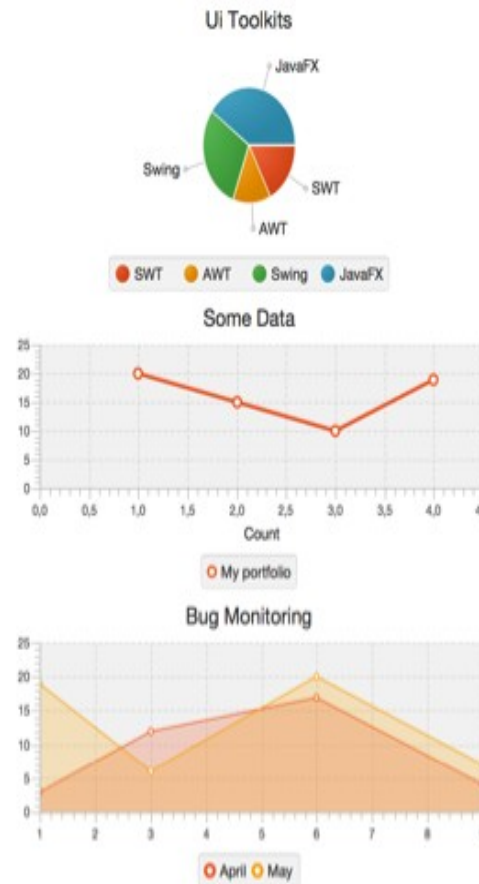 Ui Toolkits
JavaFX
Swing
SWT
AWT
SWT AWT Swing JavaFX
Some Data
25
20
15
10
5
0
0,0 0,5 1,0 1,5 2,0 2,5 3,0 3,5 4,0
Count
My portfolio
Bug Monitoring
25
20
15
10
5
0
1 2 3 4 5 6 7 8
April May